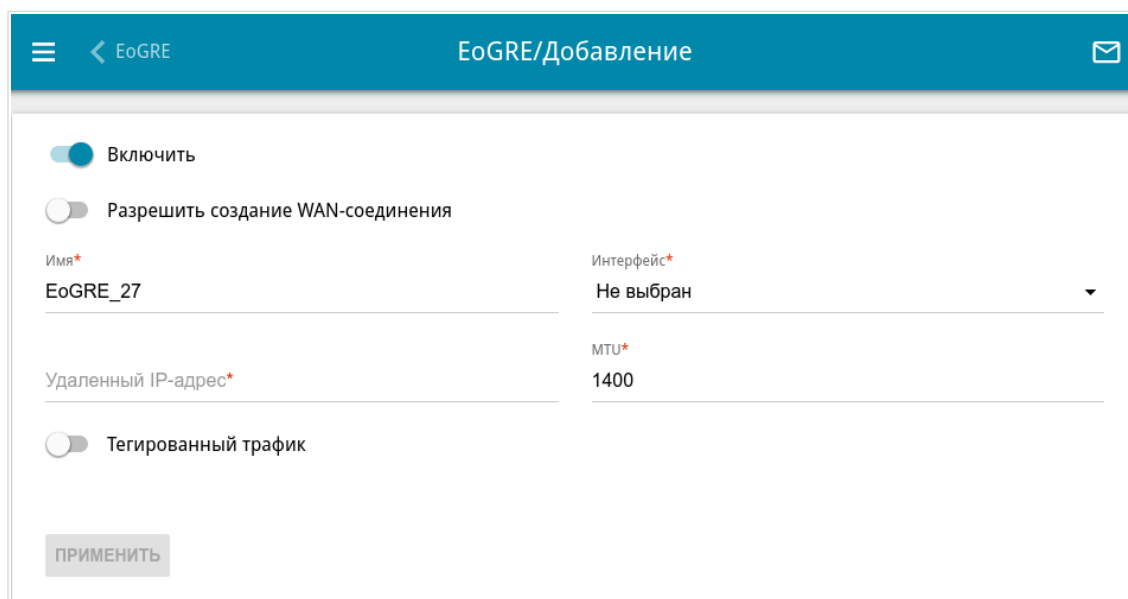 EoGRE
EoGRE/Добавление
Включить
Разрешить создание WAN-соединения
Имя*
Интерфейс*
EoGRE_27
Не выбран
MTU*
Удаленный IP-адрес*
1400
Тегированный трафик
ПРИМЕНИТЬ